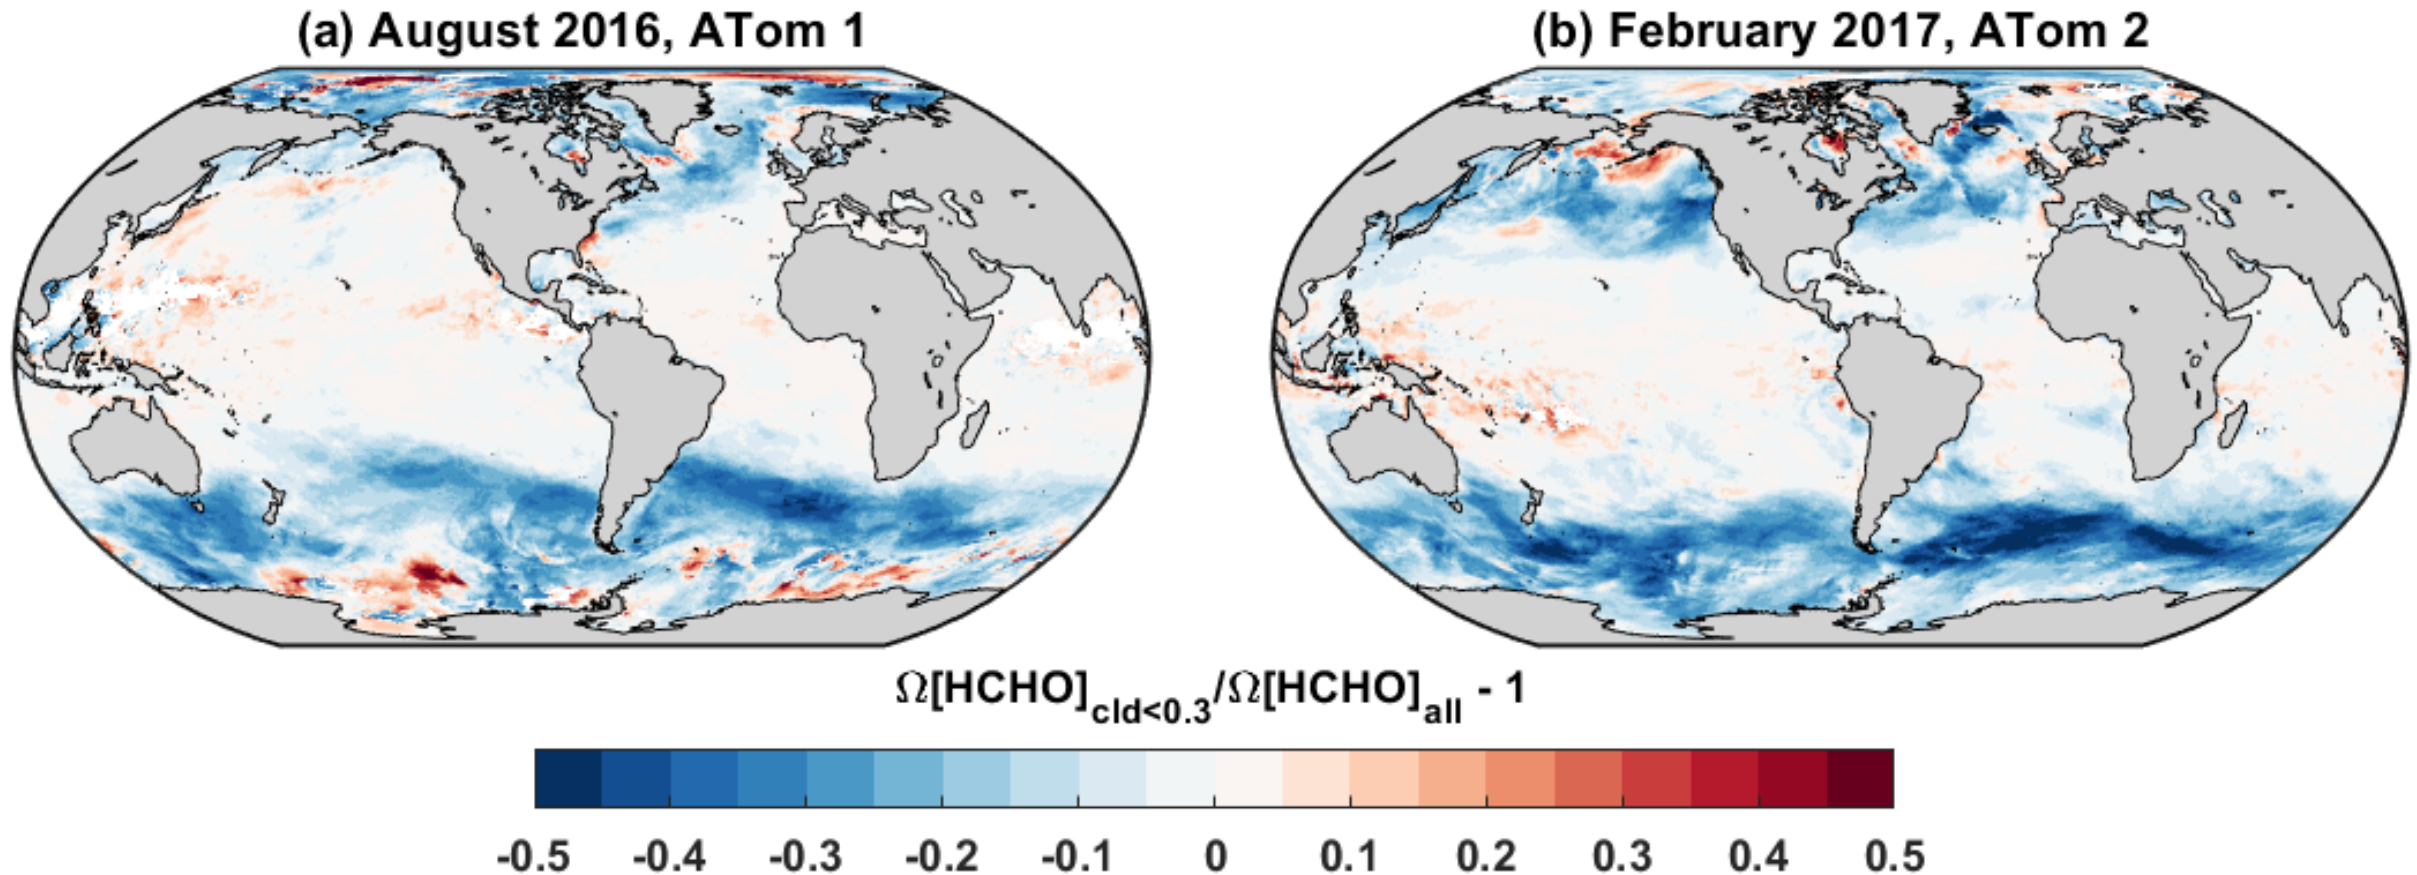 (a) August 2016, ATom 1
(b) February 2017, ATom 2
Ω[HCHO]cld<0.3/Ω[HCHO]all - 1
-0.5 -0.4 -0.3 -0.2 -0.1 0 0.1 0.2 0.3 0.4 0.5